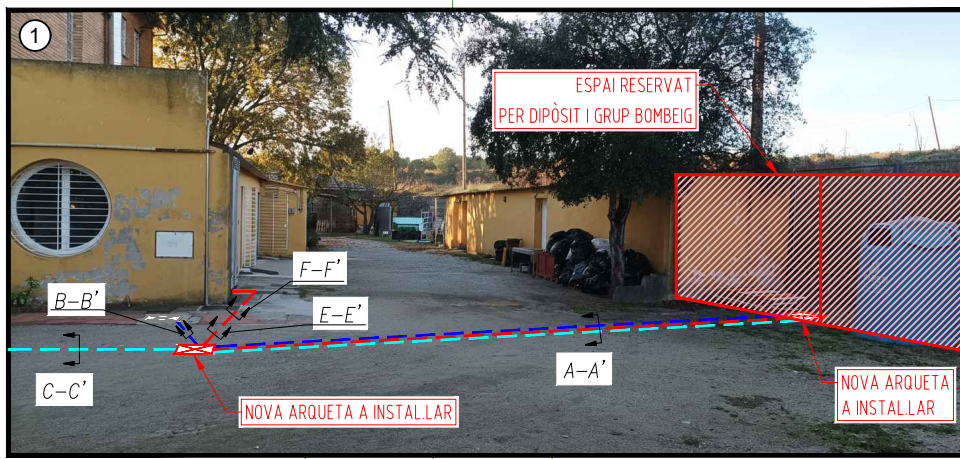 1
ESPAI RESERVAT
PER DIPÒSIT I GRUP BOMBEIG
F-F'
B-B'
E-E'
C-C'
A-A'
NOVA ARQUETA A INSTAL.LAR
NOVA ARQUETA
A INSTAL.LAR